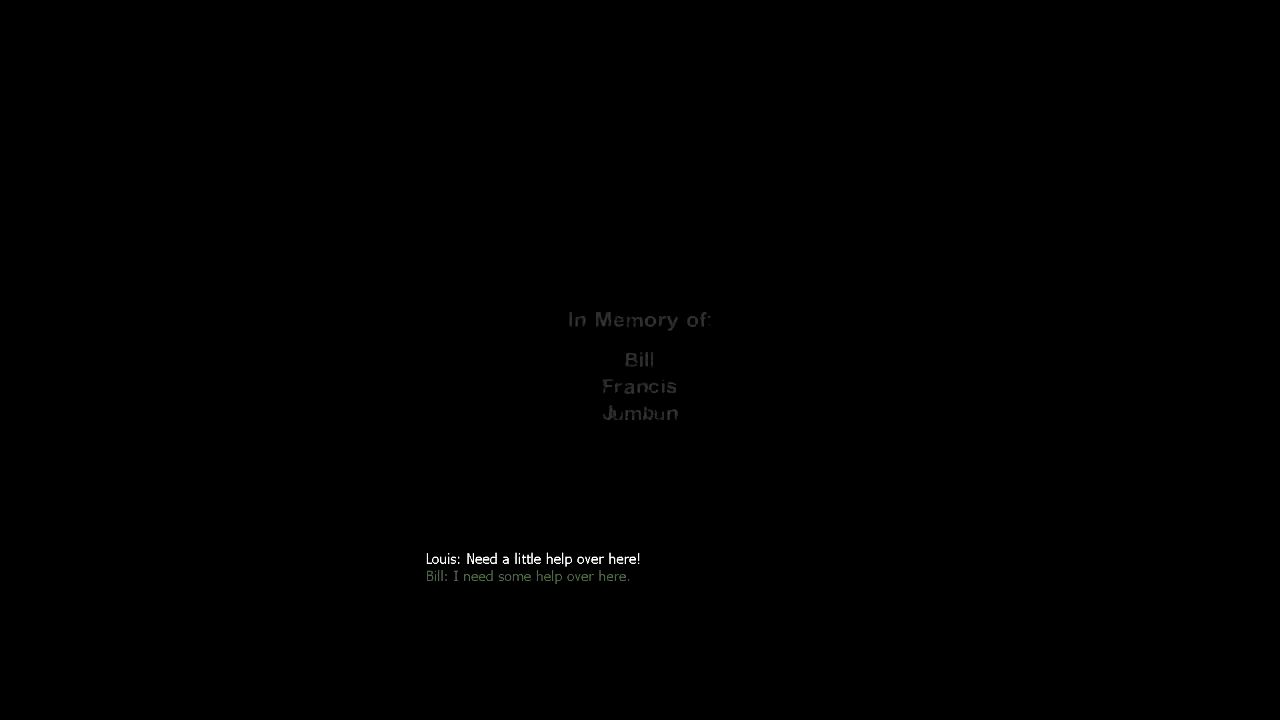 In Memory of:
Bill
Francis
Jumbun
Louis: Need a little help over here!
Bill: I need some help over here.